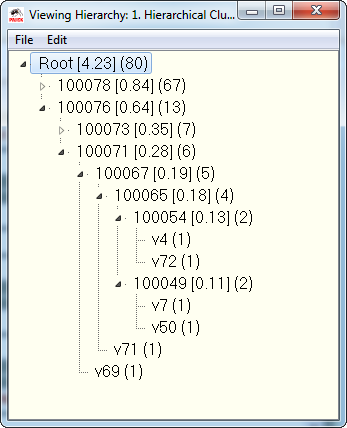 Viewing Hierarchy: 1. Hierarchical Clu...
File Edit
Root [4.23] (80)
100078 [0.84] (67)
100076 [0.64] (13)
100073 [0.35] (7)
100071 [0.28] (6)
100067 [0.19] (5)
100065 [0.18] (4)
100054 [0.13] (2)
v4 (1)
v72 (1)
100049 [0.11] (2)
v7 (1)
v50 (1)
v71 (1)
v69 (1)